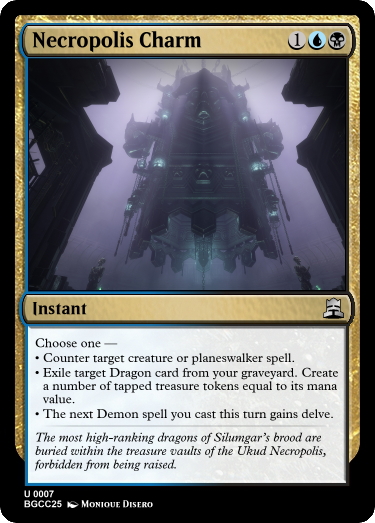 Necropolis Charm 1
Instant
Choose one —
• Counter target creature or planeswalker spell.
• Exile target Dragon card from your graveyard. Create
a number of tapped treasure tokens equal to its mana
value.
• The next Demon spell you cast this turn gains delve.
The most high-ranking dragons of Silumgar's brood are
buried within the treasure vaults of the Ukud Necropolis,
forbidden from being raised.
U 0007
BGCC25 Monique Disero